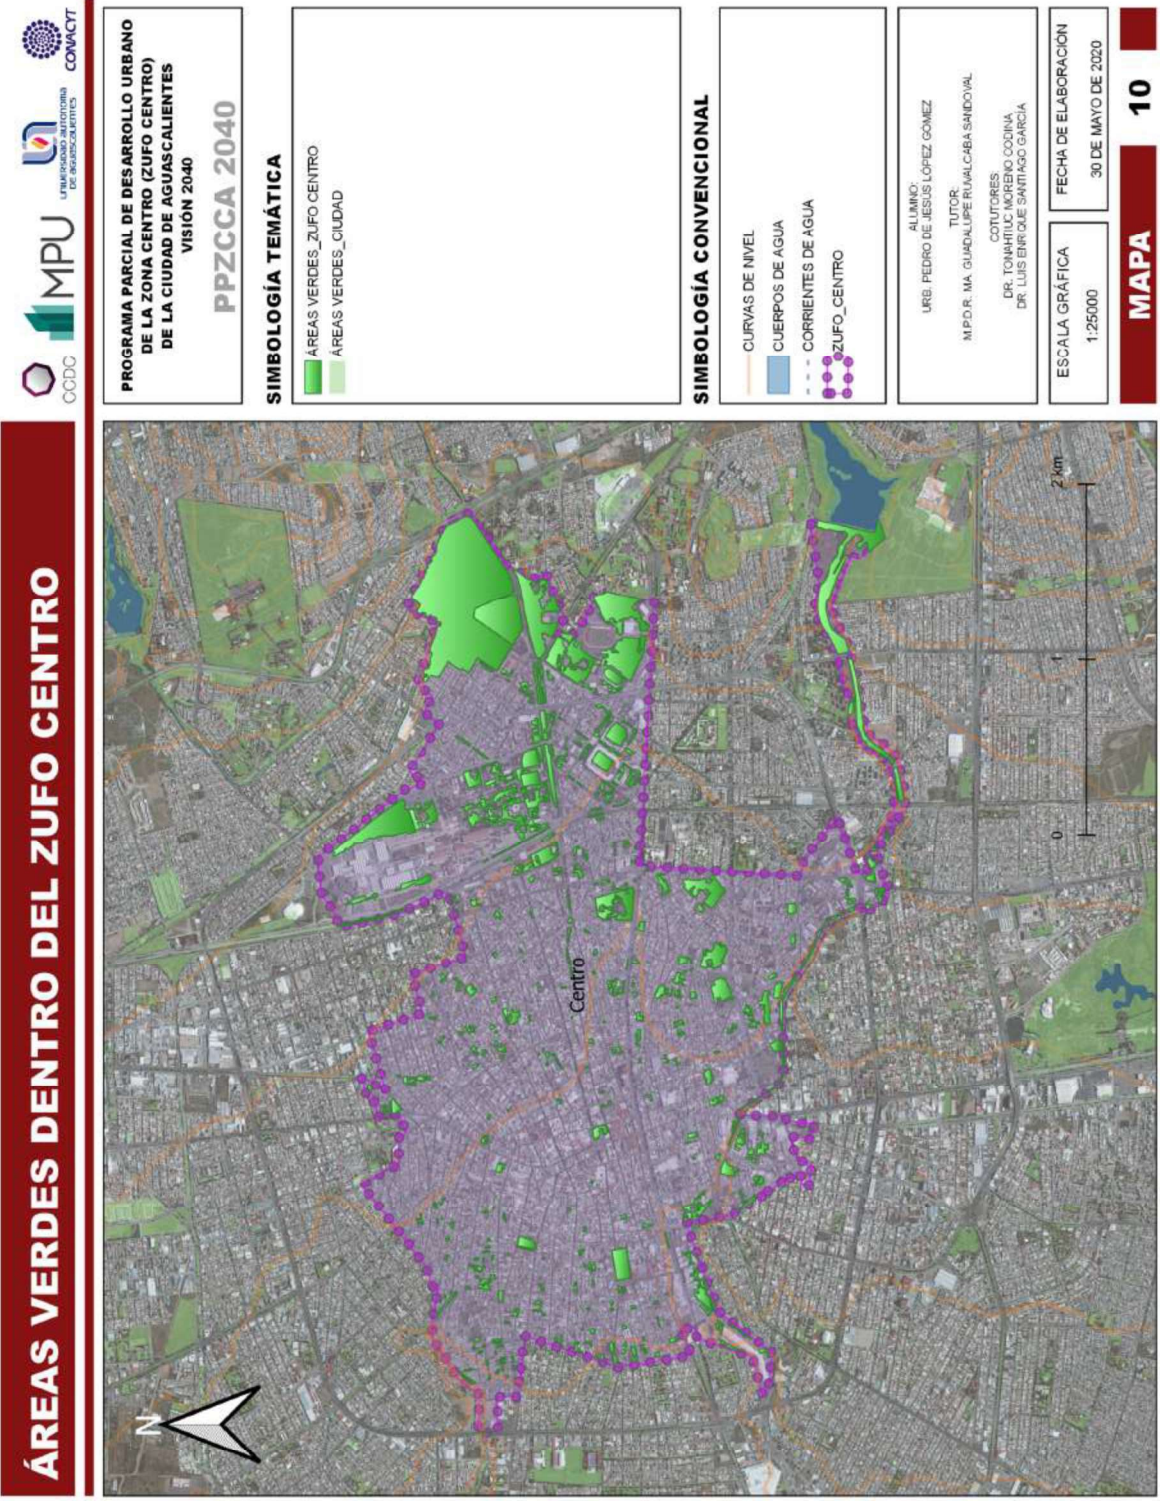 ÁREAS VERDES DENTRO DEL ZUFO CENTRO
CCDC
MPU
UNIVERSIDAD AUTONOMA
DE AGUASCALIENTES
CONACYT
N
Centro
0
1
2 km
PROGRAMA PARCIAL DE DESARROLLO URBANO
DE LA ZONA CENTRO (ZUFO CENTRO)
DE LA CIUDAD DE AGUASCALIENTES
VISIÓN 2040
PPZCCA 2040
SIMBOLOGÍA TEMÁTICA
ÁREAS VERDES_ZUFO CENTRO
ÁREAS VERDES_CIUDAD
SIMBOLOGÍA CONVENCIONAL
CURVAS DE NIVEL
CUERPOS DE AGUA
CORRIENTES DE AGUA
ZUFO_CENTRO
ALUMNO:
URB. PEDRO DE JESÚS LÓPEZ GÓMEZ
TUTOR:
M.P.D.R. MA. GUADALUPE RUVALCABA SANDOVAL
COTUTORES:
DR. TONAHTIUC MORENO CODINA
DR. LUIS ENRIQUE SANTIAGO GARCÍA
ESCALA GRÁFICA
1:25000
FECHA DE ELABORACIÓN
30 DE MAYO DE 2020
MAPA
10